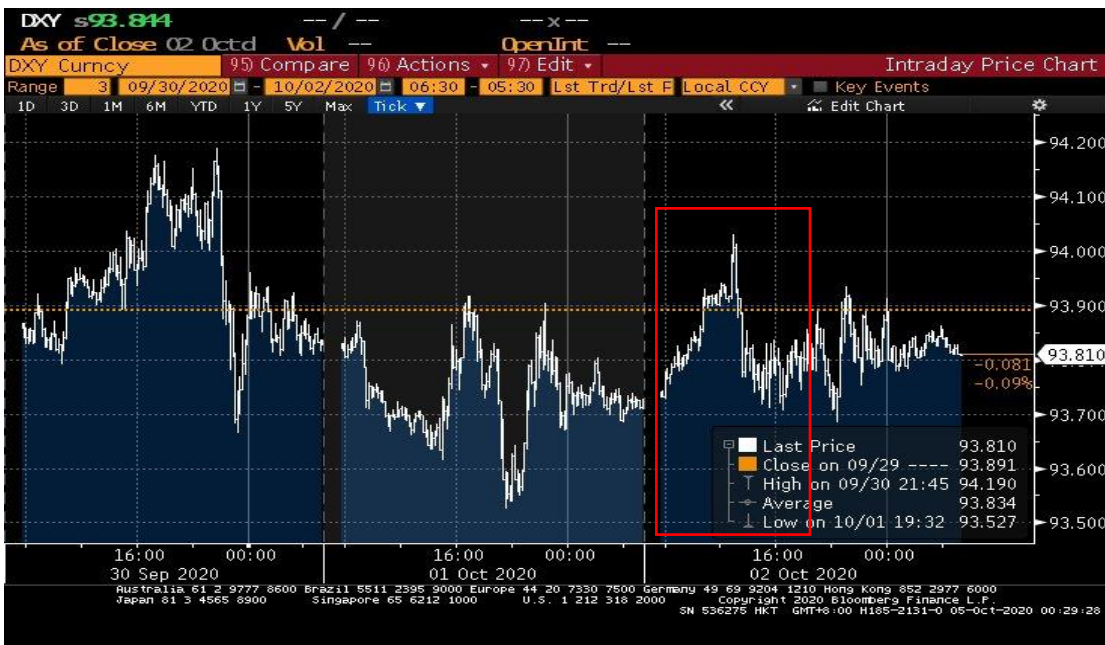 DXY s93.844 --/-- --x--
As of Close 02 Octd Vol -- OpenInt --
DXY Curncy 95) Compare 96) Actions 97) Edit Intraday Price Chart
Range 3 09/30/2020 - 10/02/2020 06:30 - 05:30 Lst Trd/Lst F Local CCY Key Events
1D 3D 1M 6M YTD 1Y 5Y Max Tick ▼ « Edit Chart
94.200
94.100
94.000
93.900
93.810
-0.081
-0.09%
93.700
93.600
93.500
Last Price 93.810
Close on 09/29 ---- 93.891
High on 09/30 21:45 94.190
Average 93.834
Low on 10/01 19:32 93.527
16:00 00:00 16:00 00:00 16:00 00:00
30 Sep 2020 01 Oct 2020 02 Oct 2020
Australia 61 2 9777 8600 Brazil 5511 2395 9000 Europe 44 20 7330 7500 Germany 49 69 9204 1210 Hong Kong 852 2977 6000
Japan 81 3 4565 8900 Singapore 65 6212 1000 U.S. 1 212 318 2000 Copyright 2020 Bloomberg Finance L.P.
SN 536275 HKT GMT+8:00 H185-2131-0 05-Oct-2020 00:29:28